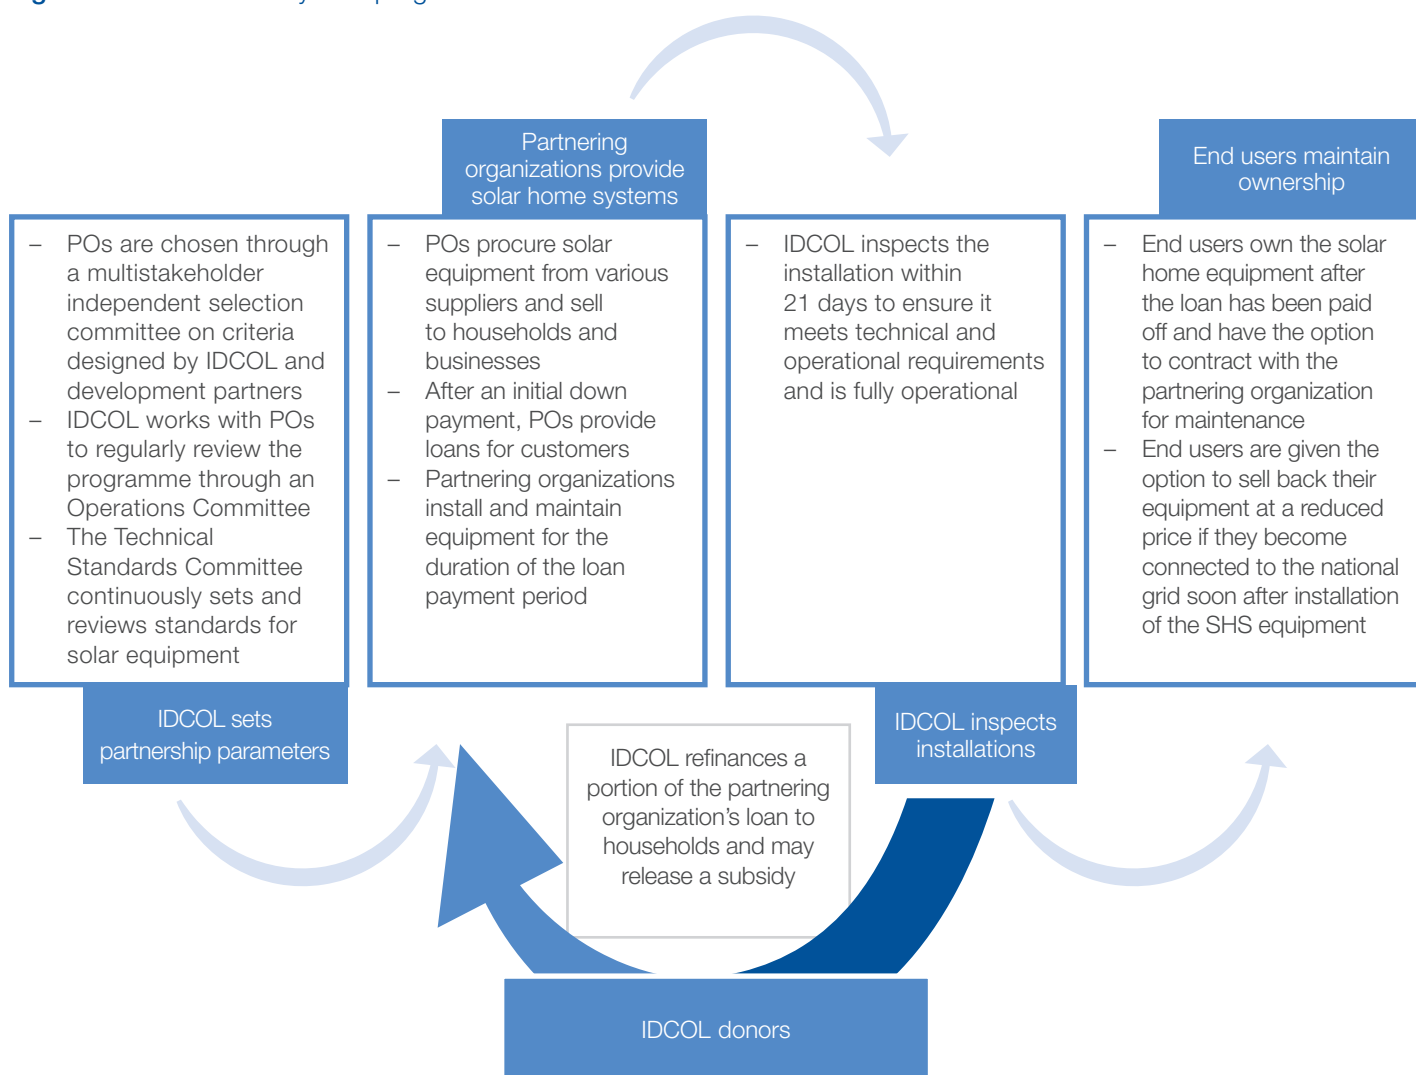 Partnering
organizations provide
solar home systems
End users maintain
ownership
– POs are chosen through
a multistakeholder
independent selection
committee on criteria
designed by IDCOL and
development partners
– IDCOL works with POs
to regularly review the
programme through an
Operations Committee
– The Technical
Standards Committee
continuously sets and
reviews standards for
solar equipment
– POs procure solar
equipment from various
suppliers and sell
to households and
businesses
– After an initial down
payment, POs provide
loans for customers
– Partnering organizations
install and maintain
equipment for the
duration of the loan
payment period
– IDCOL inspects the
installation within
21 days to ensure it
meets technical and
operational requirements
and is fully operational
– End users own the solar
home equipment after
the loan has been paid
off and have the option
to contract with the
partnering organization
for maintenance
– End users are given the
option to sell back their
equipment at a reduced
price if they become
connected to the national
grid soon after installation
of the SHS equipment
IDCOL sets
partnership parameters
IDCOL inspects
installations
IDCOL refinances a
portion of the partnering
organization’s loan to
households and may
release a subsidy
IDCOL donors